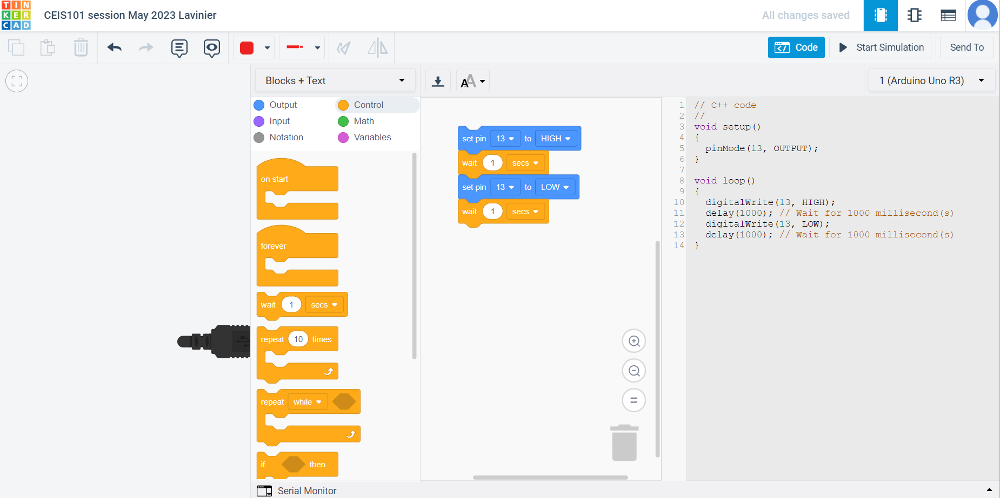 TINKERCAD
CEIS101 session May 2023 Lavinier
All changes saved
Code
Start Simulation
Send To
Blocks + Text
AA
1 (Arduino Uno R3)
Output
Control
Input
Math
Notation
Variables
on start
forever
wait 1 secs
repeat 10 times
repeat while
if then
set pin 13 to HIGH
wait 1 secs
set pin 13 to LOW
wait 1 secs
1 // C++ code
2 //
3 void setup()
4 {
5 pinMode(13, OUTPUT);
6 }
7
8 void loop()
9 {
10 digitalWrite(13, HIGH);
11 delay(1000); // Wait for 1000 millisecond(s)
12 digitalWrite(13, LOW);
13 delay(1000); // Wait for 1000 millisecond(s)
14 }
Serial Monitor